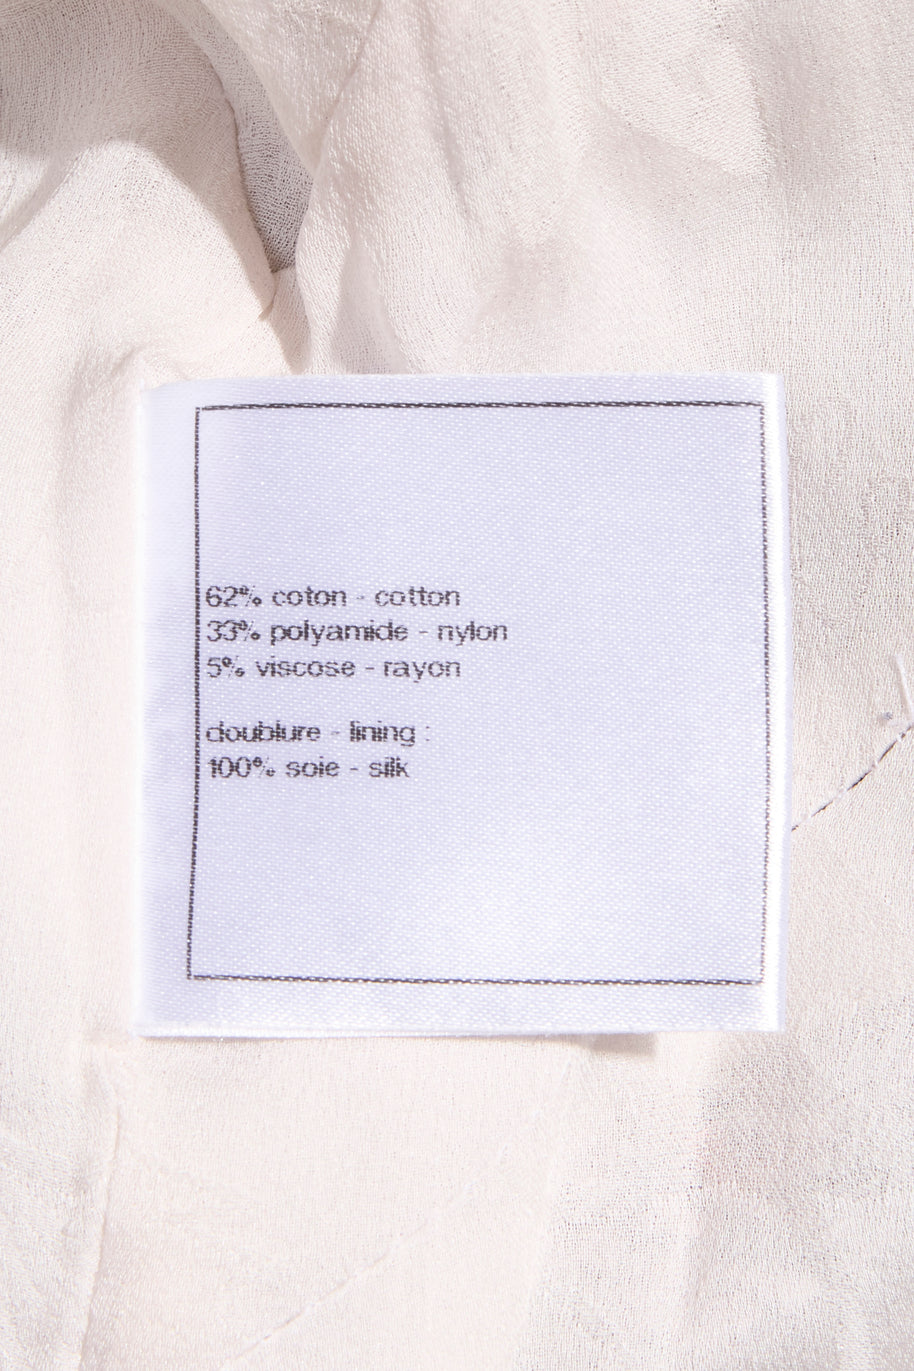 62% coton - cotton
33% polyamide - nylon
5% viscose - rayon
doublure - lining :
100% soie - silk